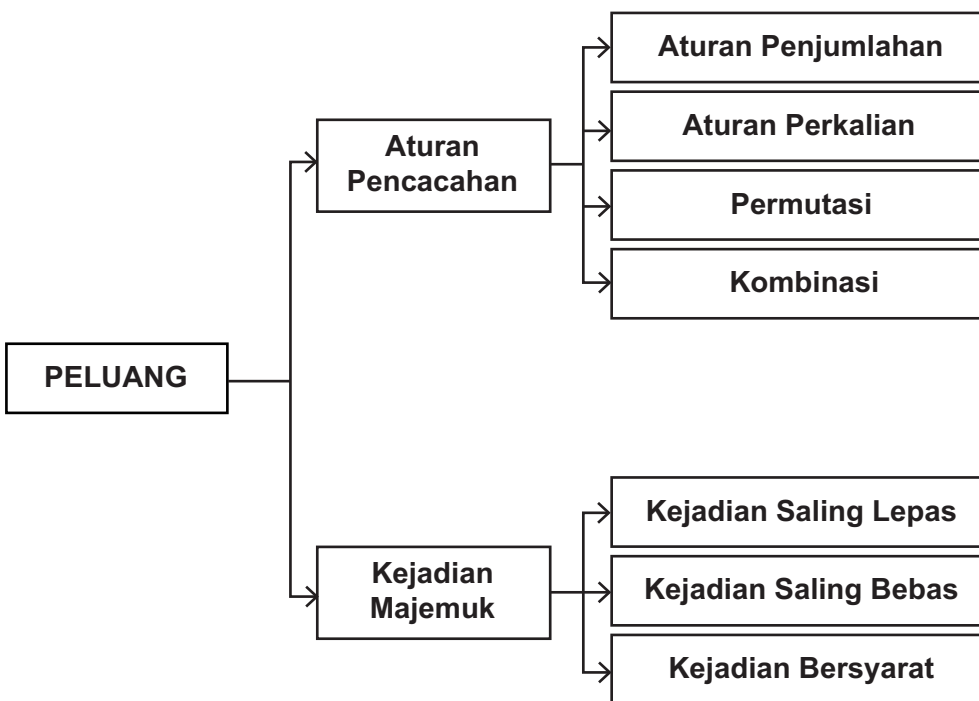 PELUANG
Aturan
Pencacahan
Aturan Penjumlahan
Aturan Perkalian
Permutasi
Kombinasi
Kejadian
Majemuk
Kejadian Saling Lepas
Kejadian Saling Bebas
Kejadian Bersyarat